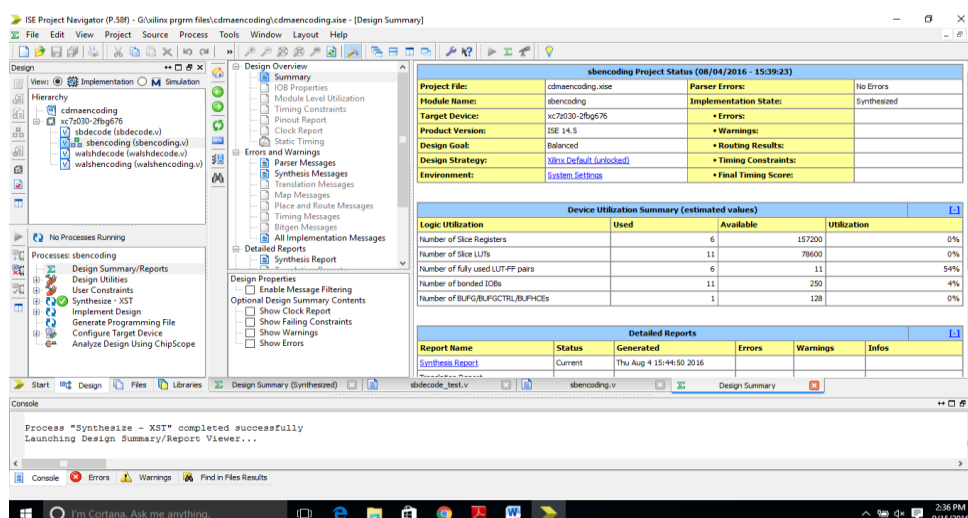 ISE Project Navigator (P.58f) - G:\xilinx prgrm files\cdmaencoding\cdmaencoding.xise - [Design Summary]
File Edit View Project Source Process Tools Window Layout Help
Design
View: Implementation Simulation
Hierarchy
cdmaencoding
xc7z030-2fbg676
sbdecode (sbdecode.v)
sbencoding (sbencoding.v)
walshdecode (walshdecode.v)
walshencoding (walshencoding.v)
No Processes Running
Processes: sbencoding
Design Summary/Reports
Design Utilities
User Constraints
Synthesize - XST
Implement Design
Generate Programming File
Configure Target Device
Analyze Design Using ChipScope
Start Design Files Libraries
Design Overview
Summary
IOB Properties
Module Level Utilization
Timing Constraints
Pinout Report
Clock Report
Static Timing
Errors and Warnings
Parser Messages
Synthesis Messages
Translation Messages
Map Messages
Place and Route Messages
Timing Messages
Bitgen Messages
All Implementation Messages
Detailed Reports
Synthesis Report
Design Properties
Enable Message Filtering
Optional Design Summary Contents
Show Clock Report
Show Failing Constraints
Show Warnings
Show Errors
sbencoding Project Status (08/04/2016 - 15:39:23)
Project File: cdmaencoding.xise Parser Errors: No Errors
Module Name: sbencoding Implementation State: Synthesized
Target Device: xc7z030-2fbg676 • Errors:
Product Version: ISE 14.5 • Warnings:
Design Goal: Balanced • Routing Results:
Design Strategy: Xilinx Default (unlocked) • Timing Constraints:
Environment: System Settings • Final Timing Score:
Device Utilization Summary (estimated values) [-]
Logic Utilization Used Available Utilization
Number of Slice Registers 6 157200 0%
Number of Slice LUTs 11 78600 0%
Number of fully used LUT-FF pairs 6 11 54%
Number of bonded IOBs 11 250 4%
Number of BUFG/BUFGCTRL/BUFHCEs 1 128 0%
Detailed Reports [-]
Report Name Status Generated Errors Warnings Infos
Synthesis Report Current Thu Aug 4 15:44:50 2016
Design Summary (Synthesized) sbdecode_test.v sbencoding.v Design Summary
Console
Process "Synthesize - XST" completed successfully
Launching Design Summary/Report Viewer...
Console Errors Warnings Find in Files Results
I'm Cortana. Ask me anything.
2:36 PM